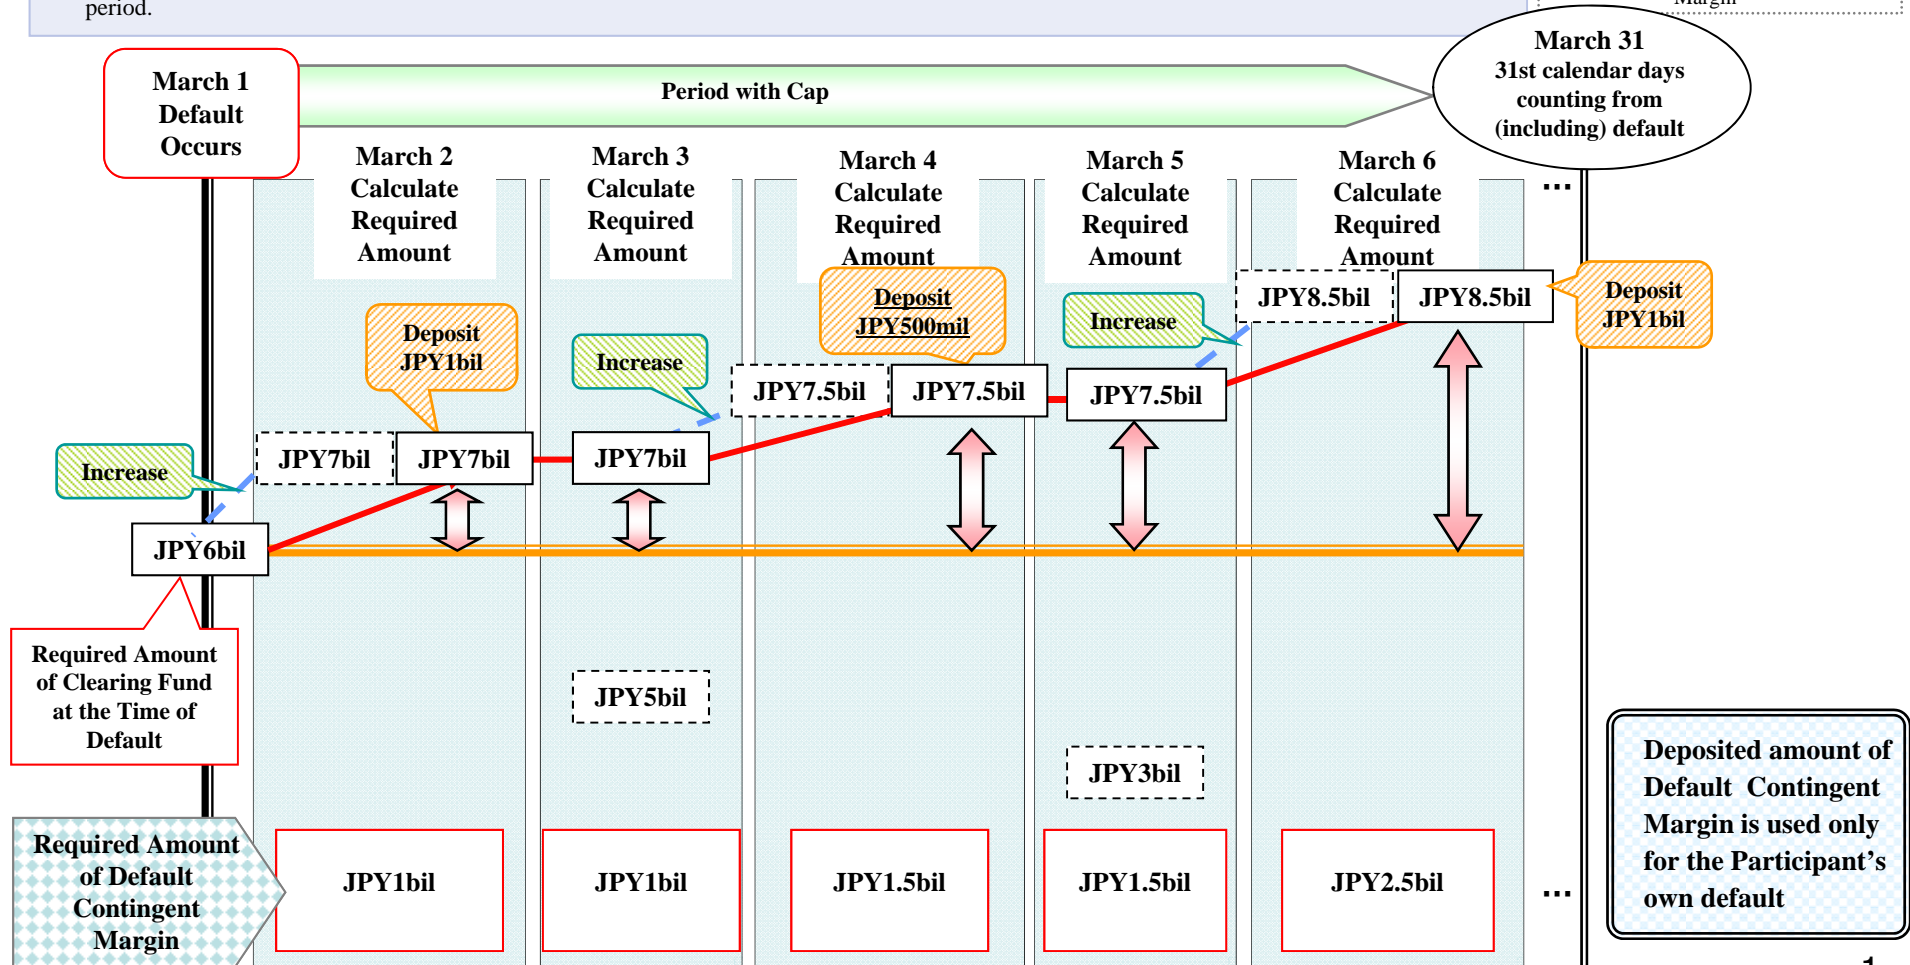 period.
Margin
March 1
Default
Occurs
Period with Cap
March 31
31st calendar days
counting from
(including) default
March 2
Calculate
Required
Amount
March 3
Calculate
Required
Amount
March 4
Calculate
Required
Amount
March 5
Calculate
Required
Amount
March 6
Calculate
Required
Amount
...
Deposit
JPY1bil
Increase
Deposit
JPY500mil
Increase
JPY8.5bil
JPY8.5bil
Deposit
JPY1bil
JPY7.5bil
JPY7.5bil
JPY7.5bil
Increase
JPY7bil
JPY7bil
JPY7bil
JPY6bil
Required Amount
of Clearing Fund
at the Time of
Default
JPY5bil
JPY3bil
Deposited amount of
Default Contingent
Margin is used only
for the Participant's
own default
Required Amount
of Default
Contingent
Margin
JPY1bil
JPY1bil
JPY1.5bil
JPY1.5bil
JPY2.5bil
...